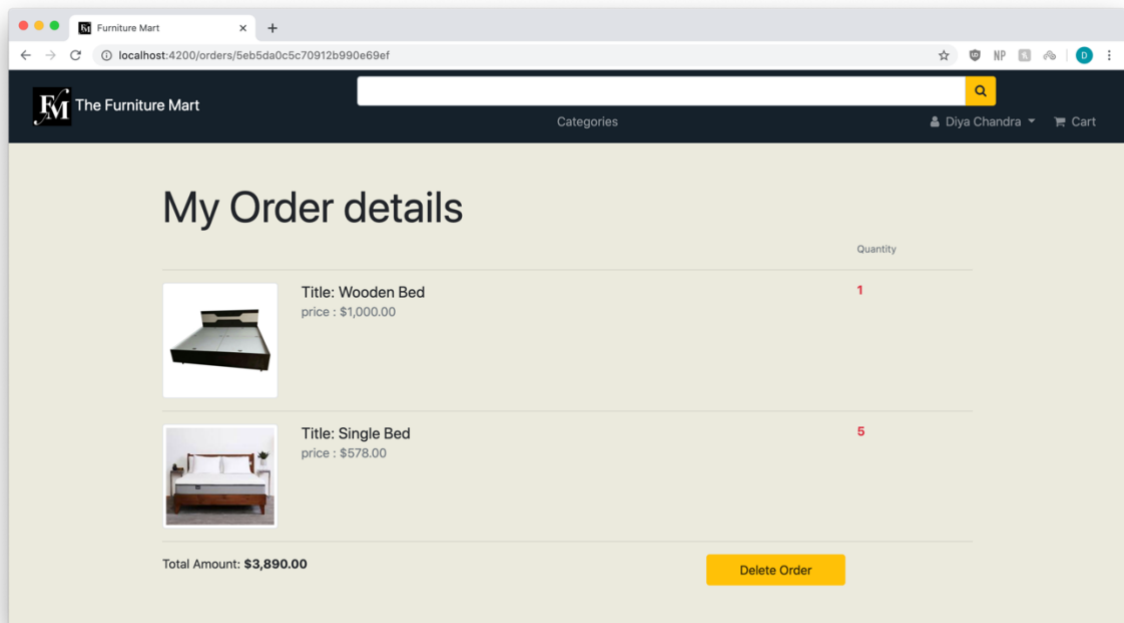 Furniture Mart
localhost:4200/orders/5eb5da0c5c70912b990e69ef
NP
D
FM The Furniture Mart
Categories
Diya Chandra
Cart
My Order details
Quantity
Title: Wooden Bed
1
price : $1,000.00
Title: Single Bed
5
price : $578.00
Total Amount: $3,890.00
Delete Order